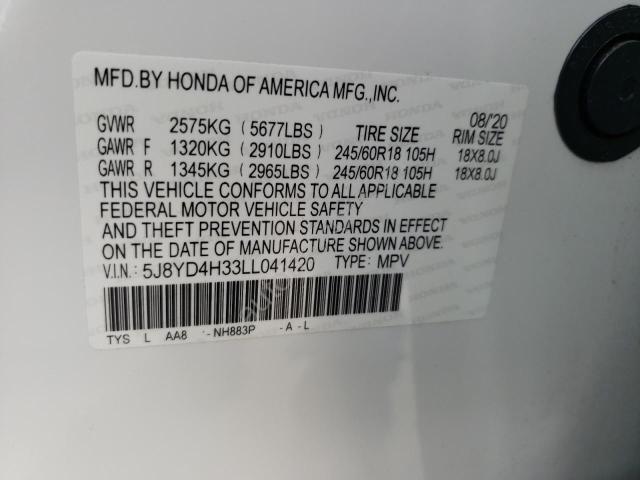 MFD.BY HONDA OF AMERICA MFG.,INC.
08/'20
GVWR 2575KG (5677LBS) TIRE SIZE RIM SIZE
GAWR F 1320KG (2910LBS) 245/60R18 105H 18X8.0J
GAWR R 1345KG (2965LBS) 245/60R18 105H 18X8.0J
THIS VEHICLE CONFORMS TO ALL APPLICABLE
FEDERAL MOTOR VEHICLE SAFETY
AND THEFT PREVENTION STANDARDS IN EFFECT
ON THE DATE OF MANUFACTURE SHOWN ABOVE.
V.I.N: 5J8YD4H33LL041420 TYPE: MPV
TYS L AA8 -NH883P -A-L